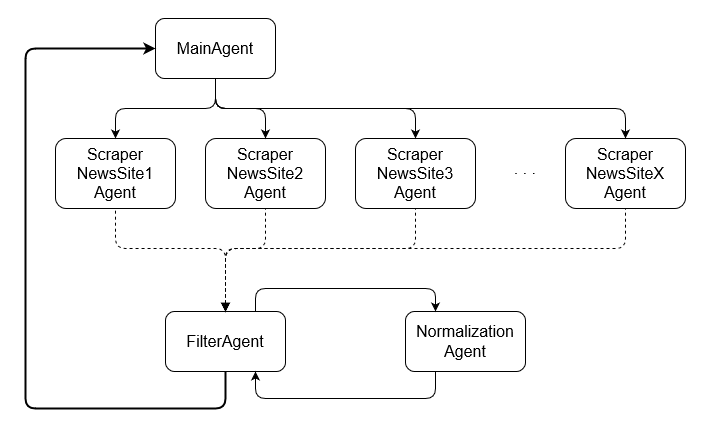 MainAgent
Scraper
NewsSite1
Agent
Scraper
NewsSite2
Agent
Scraper
NewsSite3
Agent
. . .
Scraper
NewsSiteX
Agent
FilterAgent
Normalization
Agent